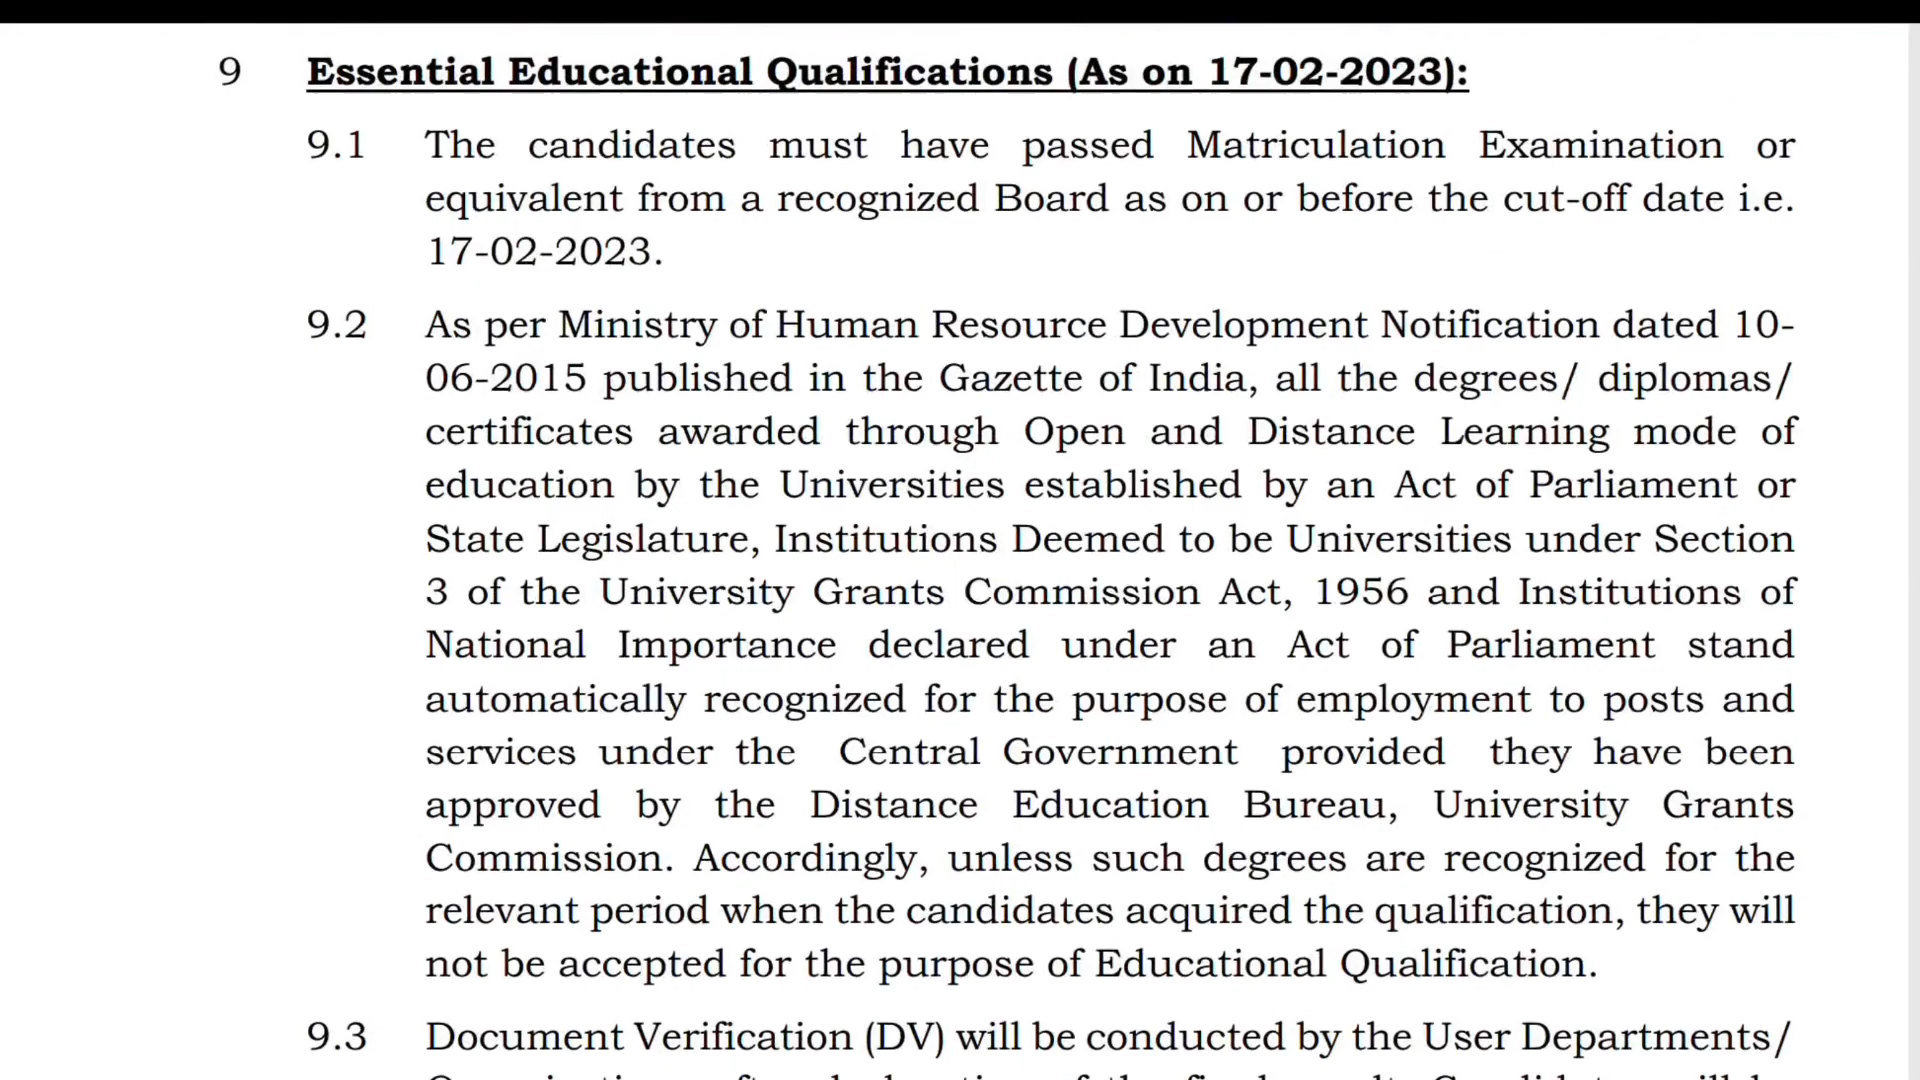 9 Essential Educational Qualifications (As on 17-02-2023):
9.1 The candidates must have passed Matriculation Examination or
equivalent from a recognized Board as on or before the cut-off date i.e.
17-02-2023.
9.2 As per Ministry of Human Resource Development Notification dated 10-
06-2015 published in the Gazette of India, all the degrees/ diplomas/
certificates awarded through Open and Distance Learning mode of
education by the Universities established by an Act of Parliament or
State Legislature, Institutions Deemed to be Universities under Section
3 of the University Grants Commission Act, 1956 and Institutions of
National Importance declared under an Act of Parliament stand
automatically recognized for the purpose of employment to posts and
services under the Central Government provided they have been
approved by the Distance Education Bureau, University Grants
Commission. Accordingly, unless such degrees are recognized for the
relevant period when the candidates acquired the qualification, they will
not be accepted for the purpose of Educational Qualification.
9.3 Document Verification (DV) will be conducted by the User Departments/